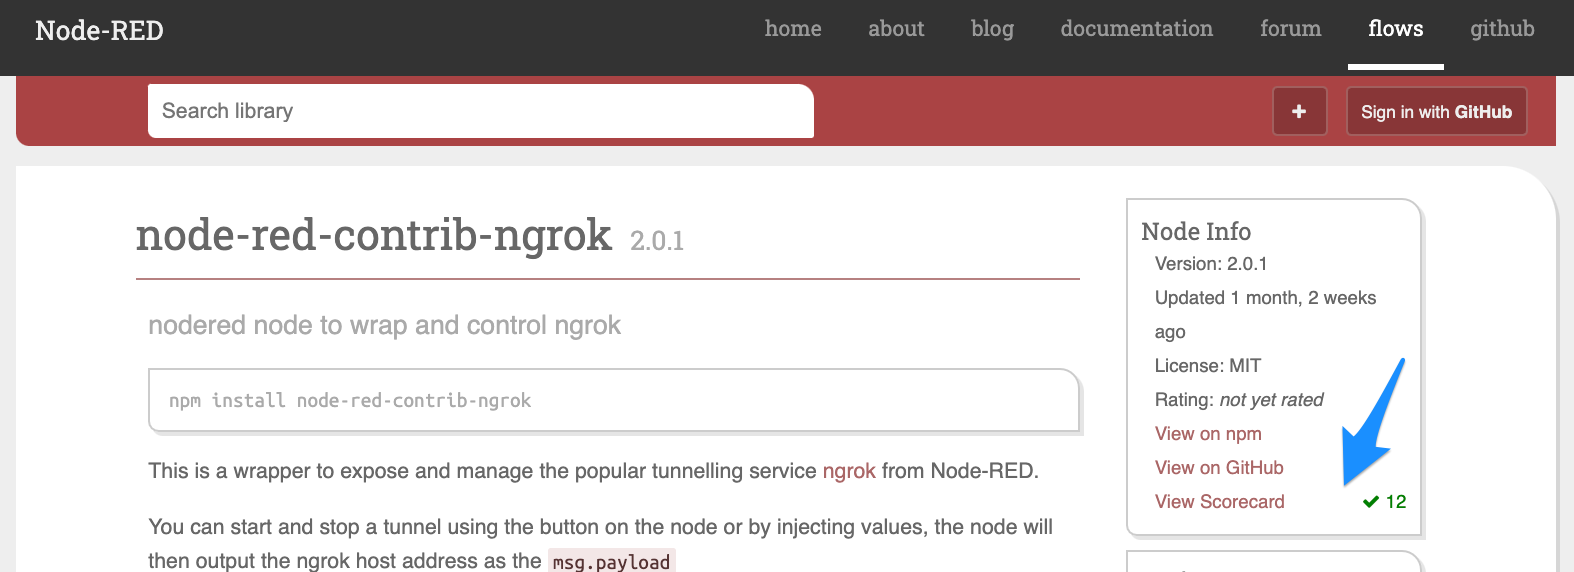 Node-RED
home about blog documentation forum flows github
Search library
+ Sign in with GitHub
node-red-contrib-ngrok 2.0.1
nodered node to wrap and control ngrok
npm install node-red-contrib-ngrok
This is a wrapper to expose and manage the popular tunnelling service ngrok from Node-RED.
You can start and stop a tunnel using the button on the node or by injecting values, the node will
then output the ngrok host address as the msg.payload
Node Info
Version: 2.0.1
Updated 1 month, 2 weeks
ago
License: MIT
Rating: not yet rated
View on npm
View on GitHub
View Scorecard ✔ 12